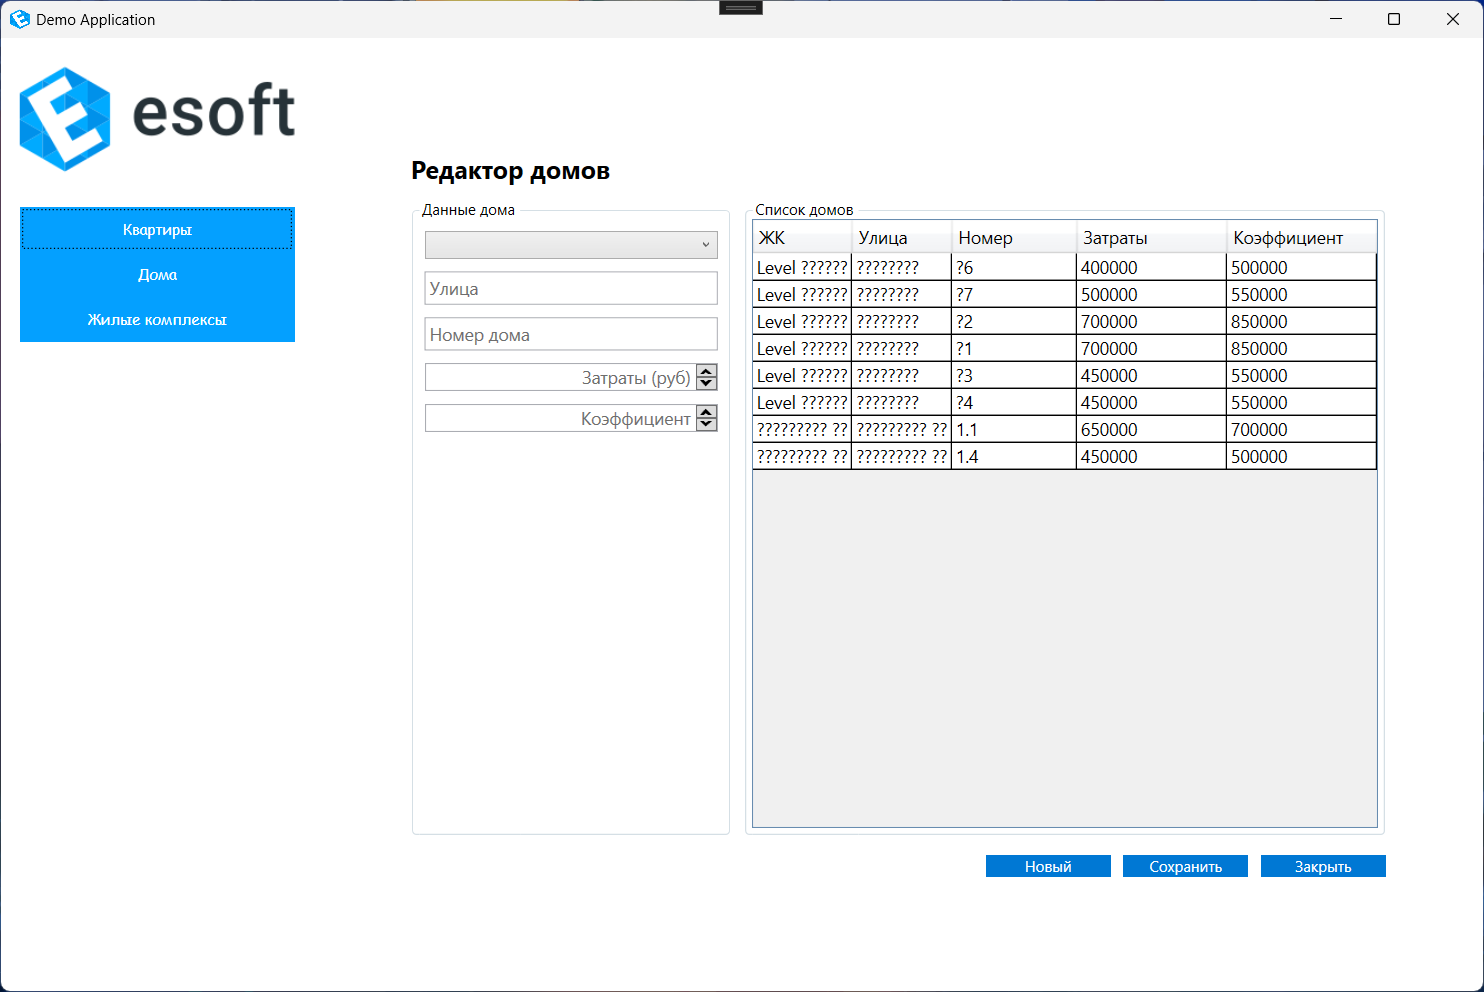 Demo Application
esoft
Квартиры
Дома
Жилые комплексы
Редактор домов
Данные дома
Улица
Номер дома
Затраты (руб)
Коэффициент
Список домов
ЖК Улица Номер Затраты Коэффициент
Level ?????? ???????? ?6 400000 500000
Level ?????? ???????? ?7 500000 550000
Level ?????? ???????? ?2 700000 850000
Level ?????? ???????? ?1 700000 850000
Level ?????? ???????? ?3 450000 550000
Level ?????? ???????? ?4 450000 550000
????????? ?? ????????? ?? 1.1 650000 700000
????????? ?? ????????? ?? 1.4 450000 500000
Новый Сохранить Закрыть